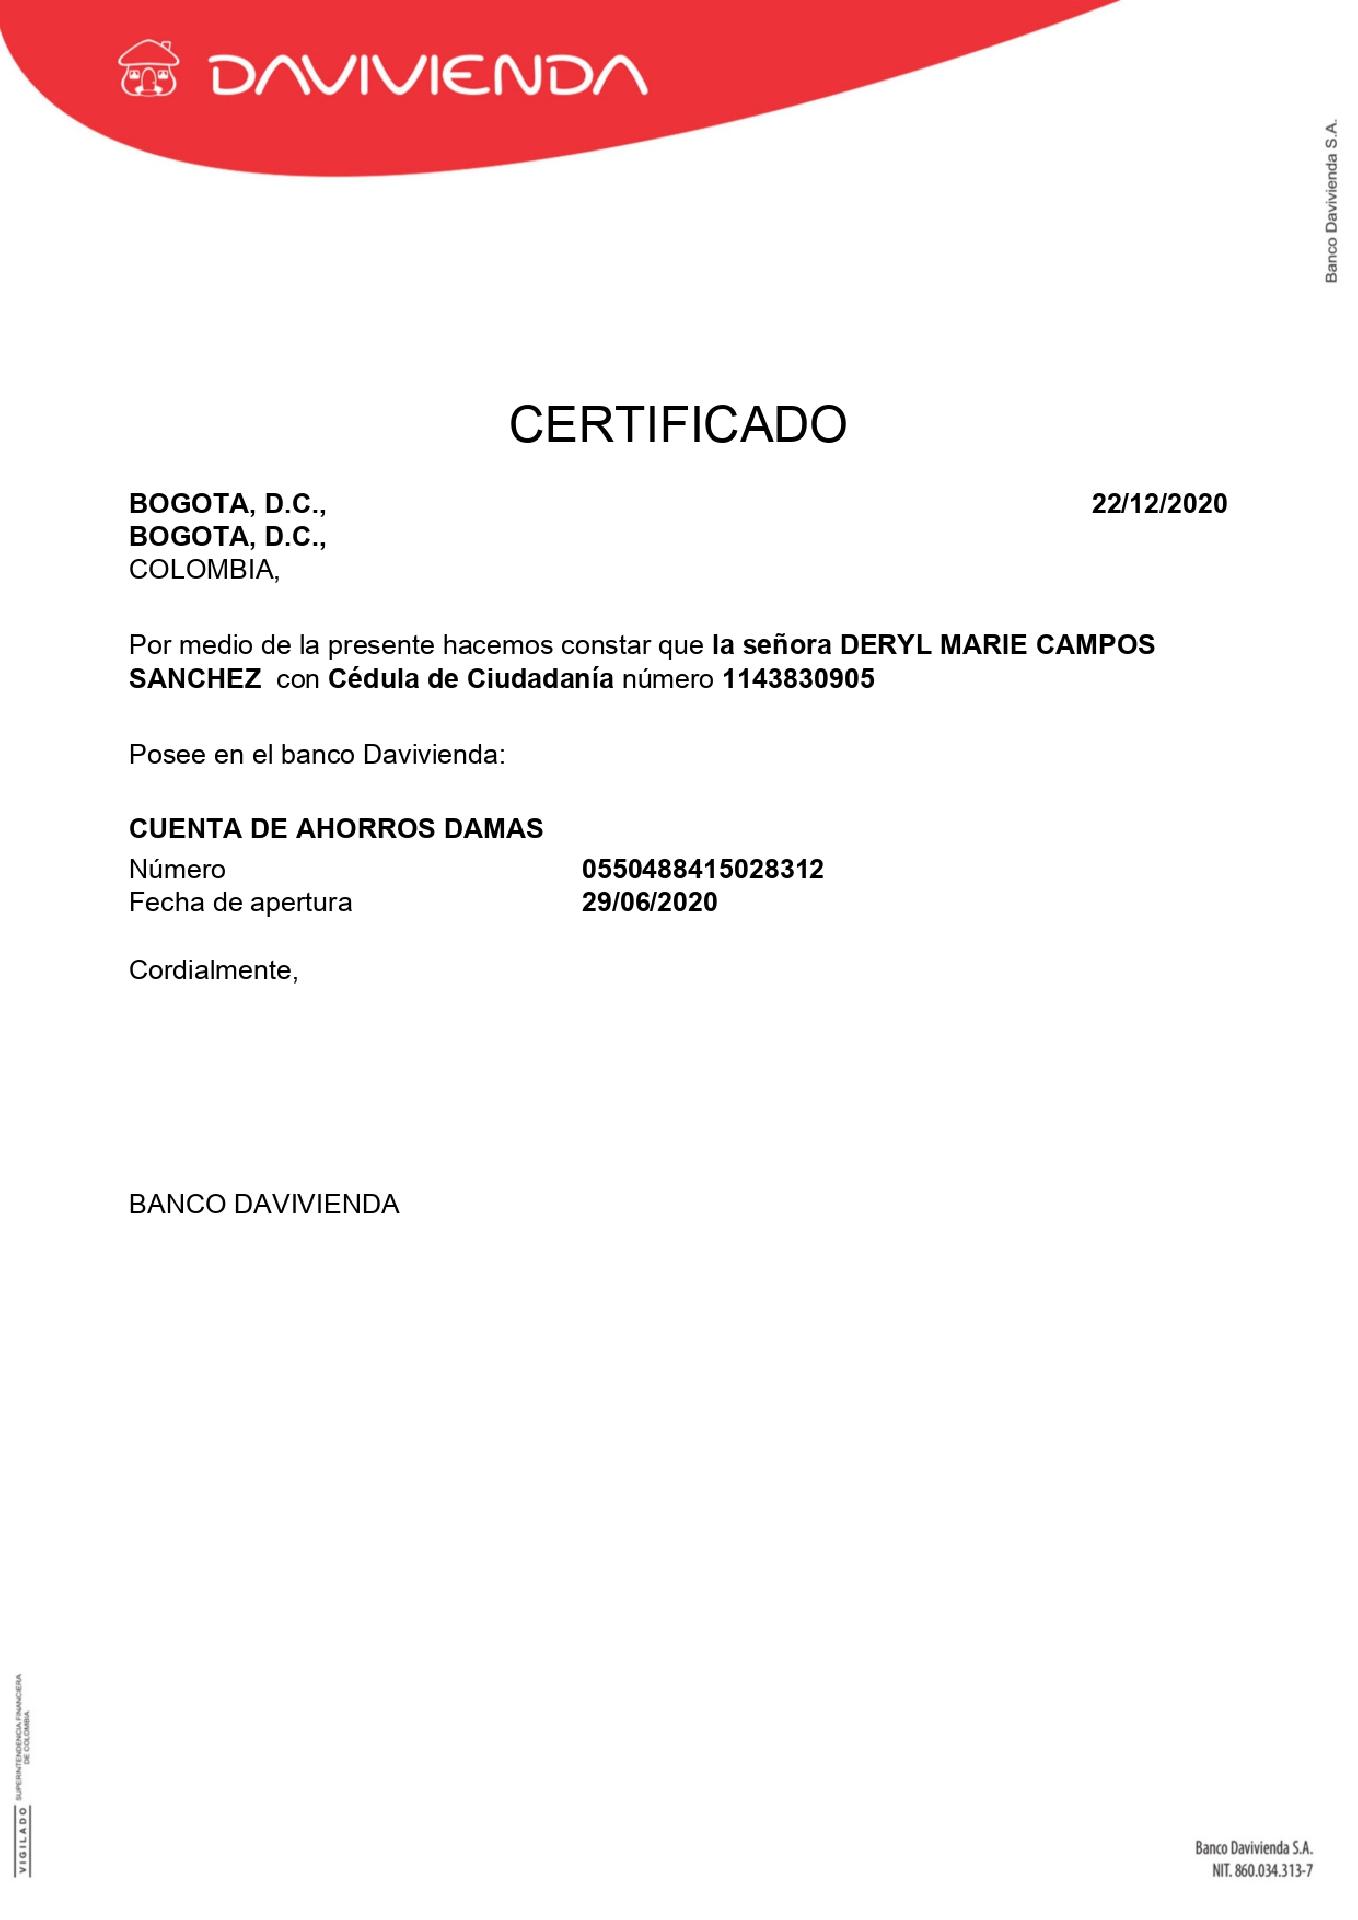 DAVIVIENDA
Banco Davivienda S.A.
CERTIFICADO
BOGOTA, D.C., 22/12/2020
BOGOTA, D.C.,
COLOMBIA,
Por medio de la presente hacemos constar que la señora DERYL MARIE CAMPOS
SANCHEZ con Cédula de Ciudadanía número 1143830905
Posee en el banco Davivienda:
CUENTA DE AHORROS DAMAS
Número 0550488415028312
Fecha de apertura 29/06/2020
Cordialmente,
BANCO DAVIVIENDA
VIGILADO SUPERINTENDENCIA FINANCIERA
DE COLOMBIA
Banco Davivienda S.A.
NIT. 860.034.313-7